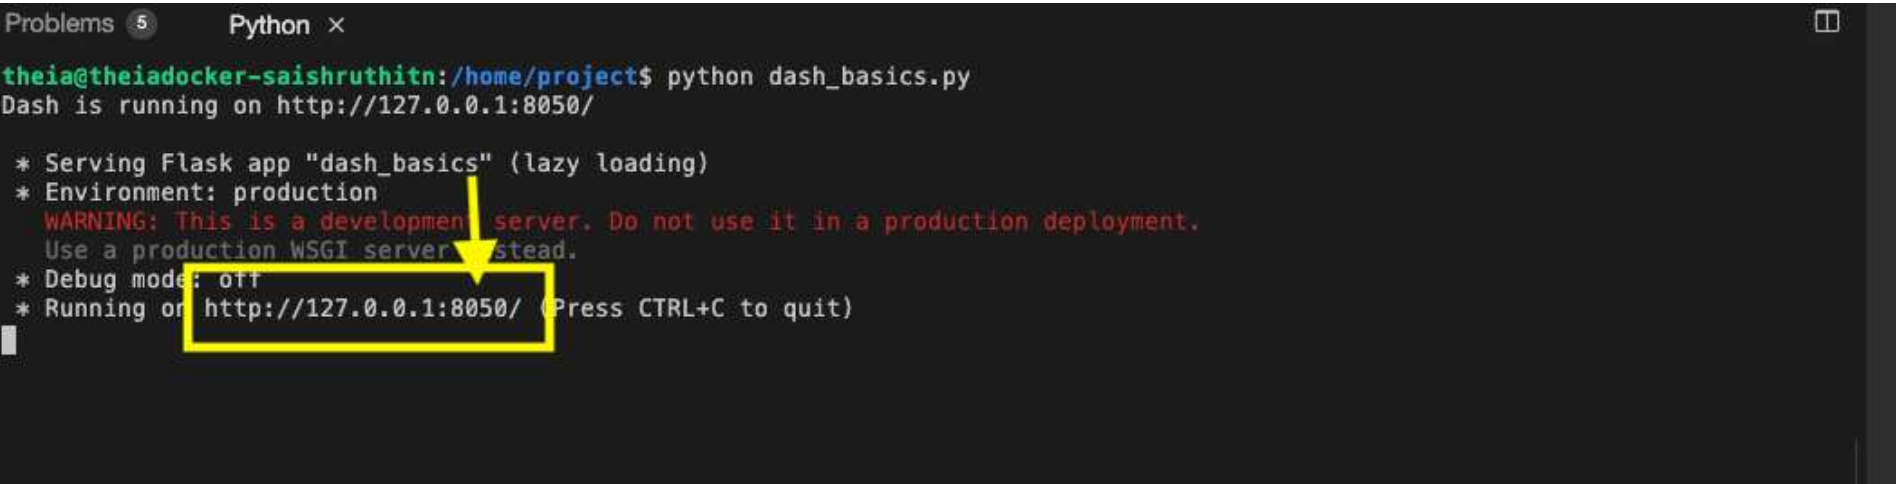 Problems 5 Python ×
theia@theiadocker-saishruthitn:/home/project$ python dash_basics.py
Dash is running on http://127.0.0.1:8050/
* Serving Flask app "dash_basics" (lazy loading)
* Environment: production
WARNING: This is a development server. Do not use it in a production deployment.
Use a production WSGI server instead.
* Debug mode: off
* Running on http://127.0.0.1:8050/ (Press CTRL+C to quit)